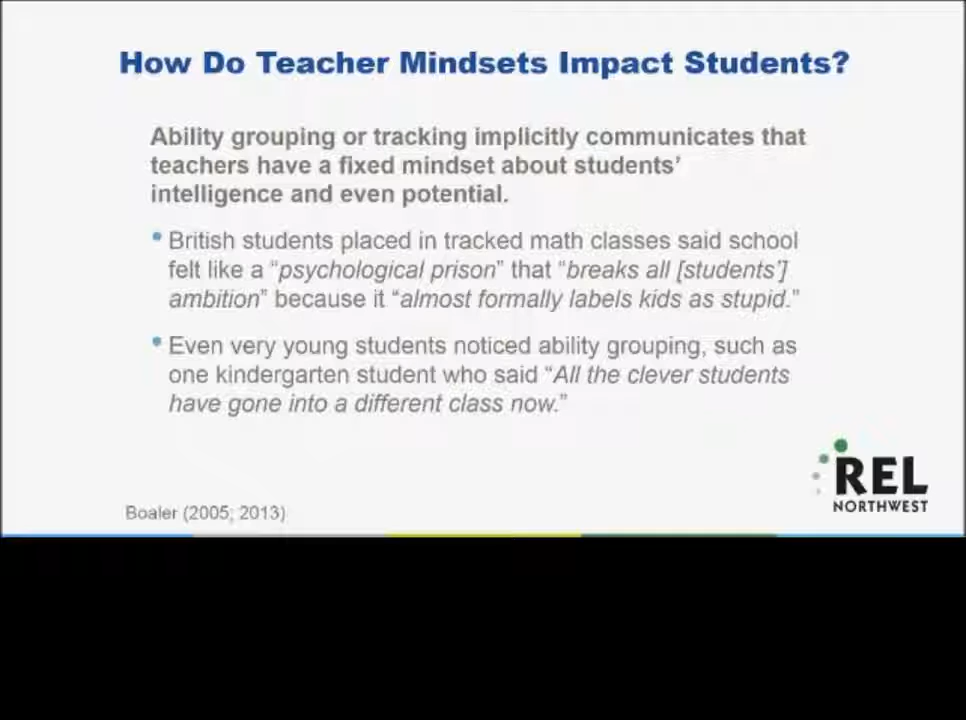 How Do Teacher Mindsets Impact Students?
Ability grouping or tracking implicitly communicates that
teachers have a fixed mindset about students’
intelligence and even potential.
• British students placed in tracked math classes said school
felt like a “psychological prison” that “breaks all [students’]
ambition” because it “almost formally labels kids as stupid.”
• Even very young students noticed ability grouping, such as
one kindergarten student who said “All the clever students
have gone into a different class now.”
REL
NORTHWEST
Boaler (2005; 2013)